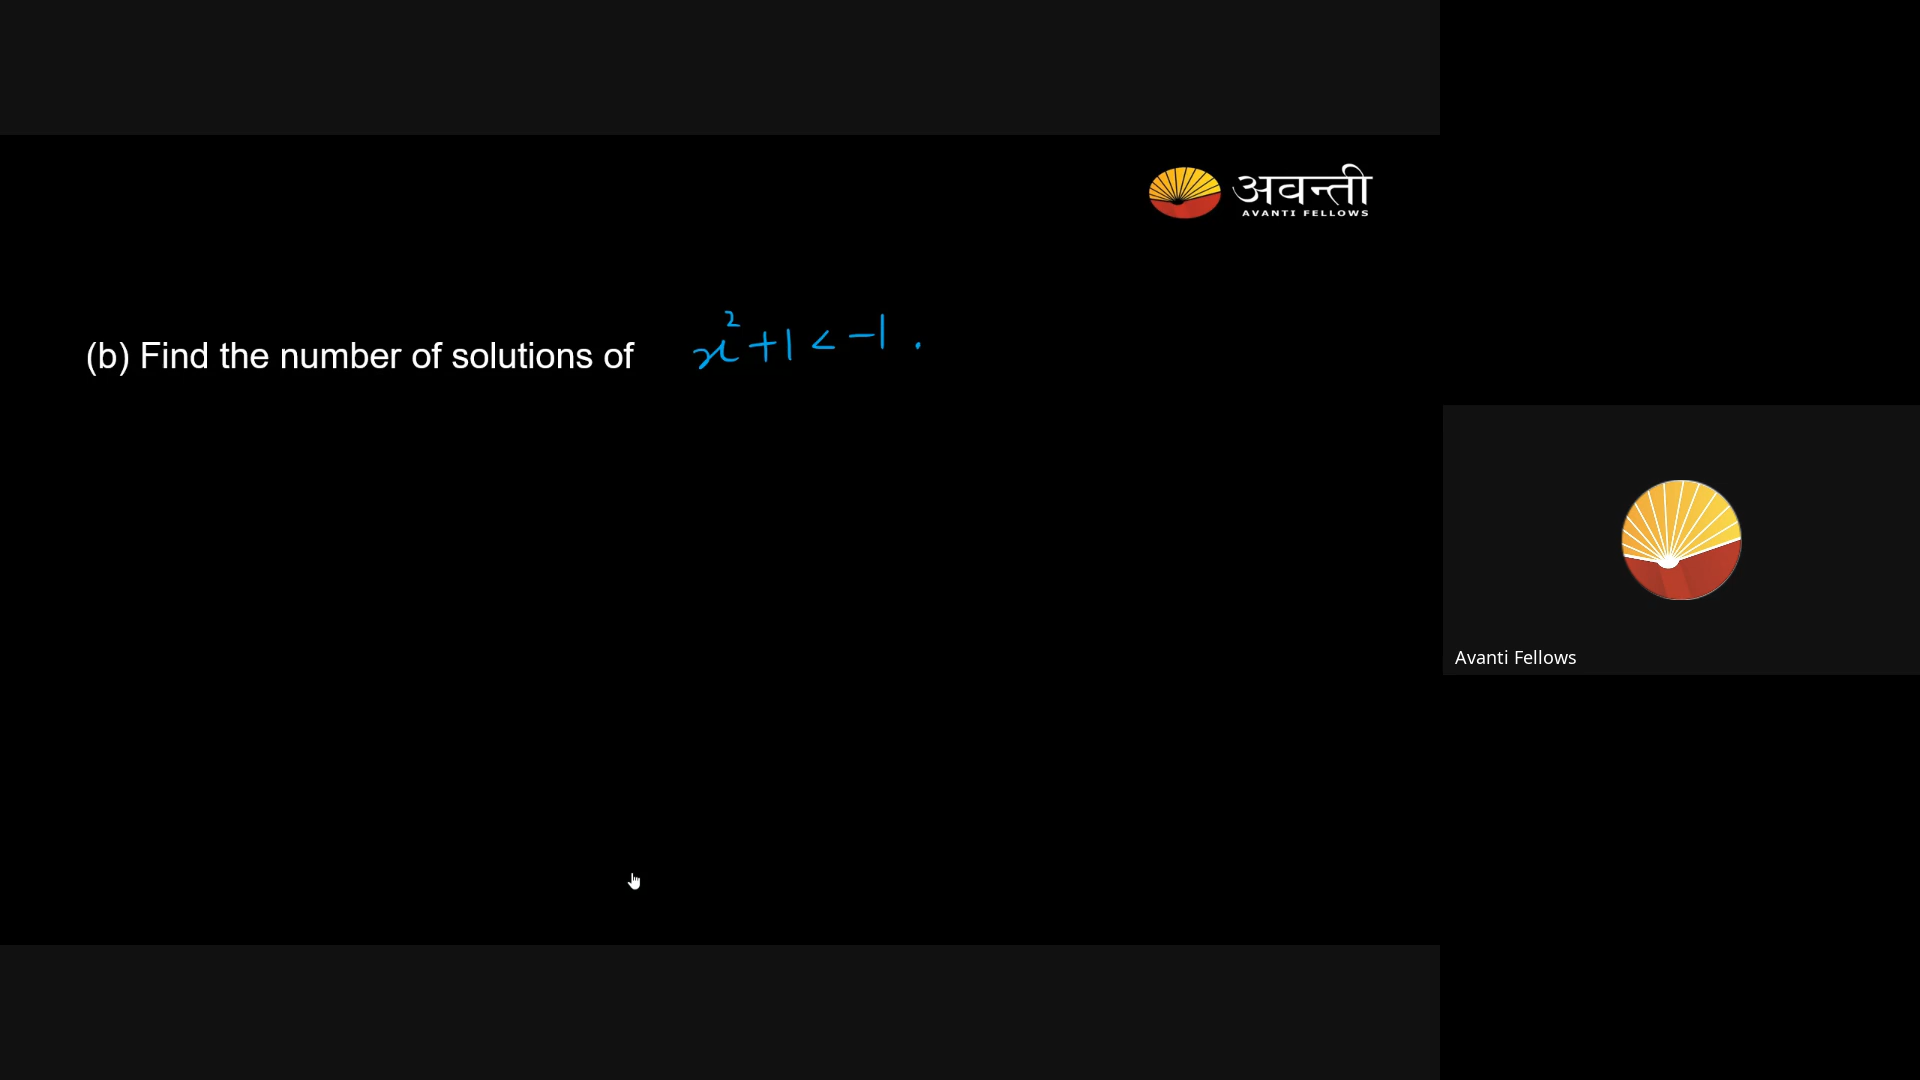 अवन्ती
AVANTI FELLOWS
(b) Find the number of solutions of x² + 1 < -1 .
Avanti Fellows